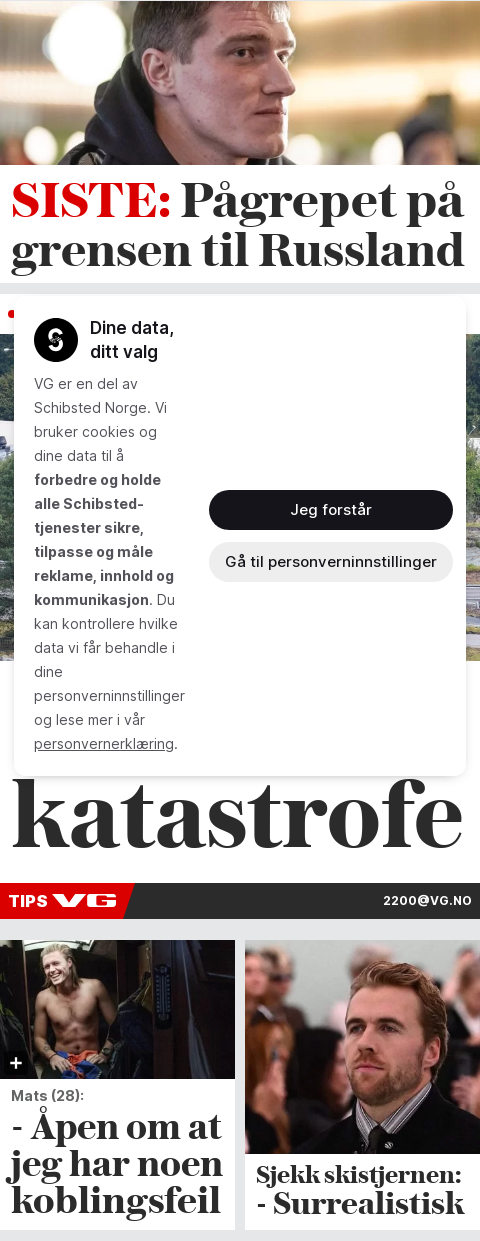 SISTE: Pågrepet på
grensen til Russland
Dine data,
ditt valg
VG er en del av
Schibsted Norge. Vi
bruker cookies og
dine data til å
forbedre og holde
alle Schibsted-
tjenester sikre,
tilpasse og måle
reklame, innhold og
kommunikasjon. Du
kan kontrollere hvilke
data vi får behandle i
dine
personverninnstillinger
og lese mer i vår
personvernerklæring.
Jeg forstår
Gå til personverninnstillinger
katastrofe
TIPS VG
2200@VG.NO
Mats (28):
- Åpen om at
jeg har noen
koblingsfeil
Sjekk skistjernen:
- Surrealistisk